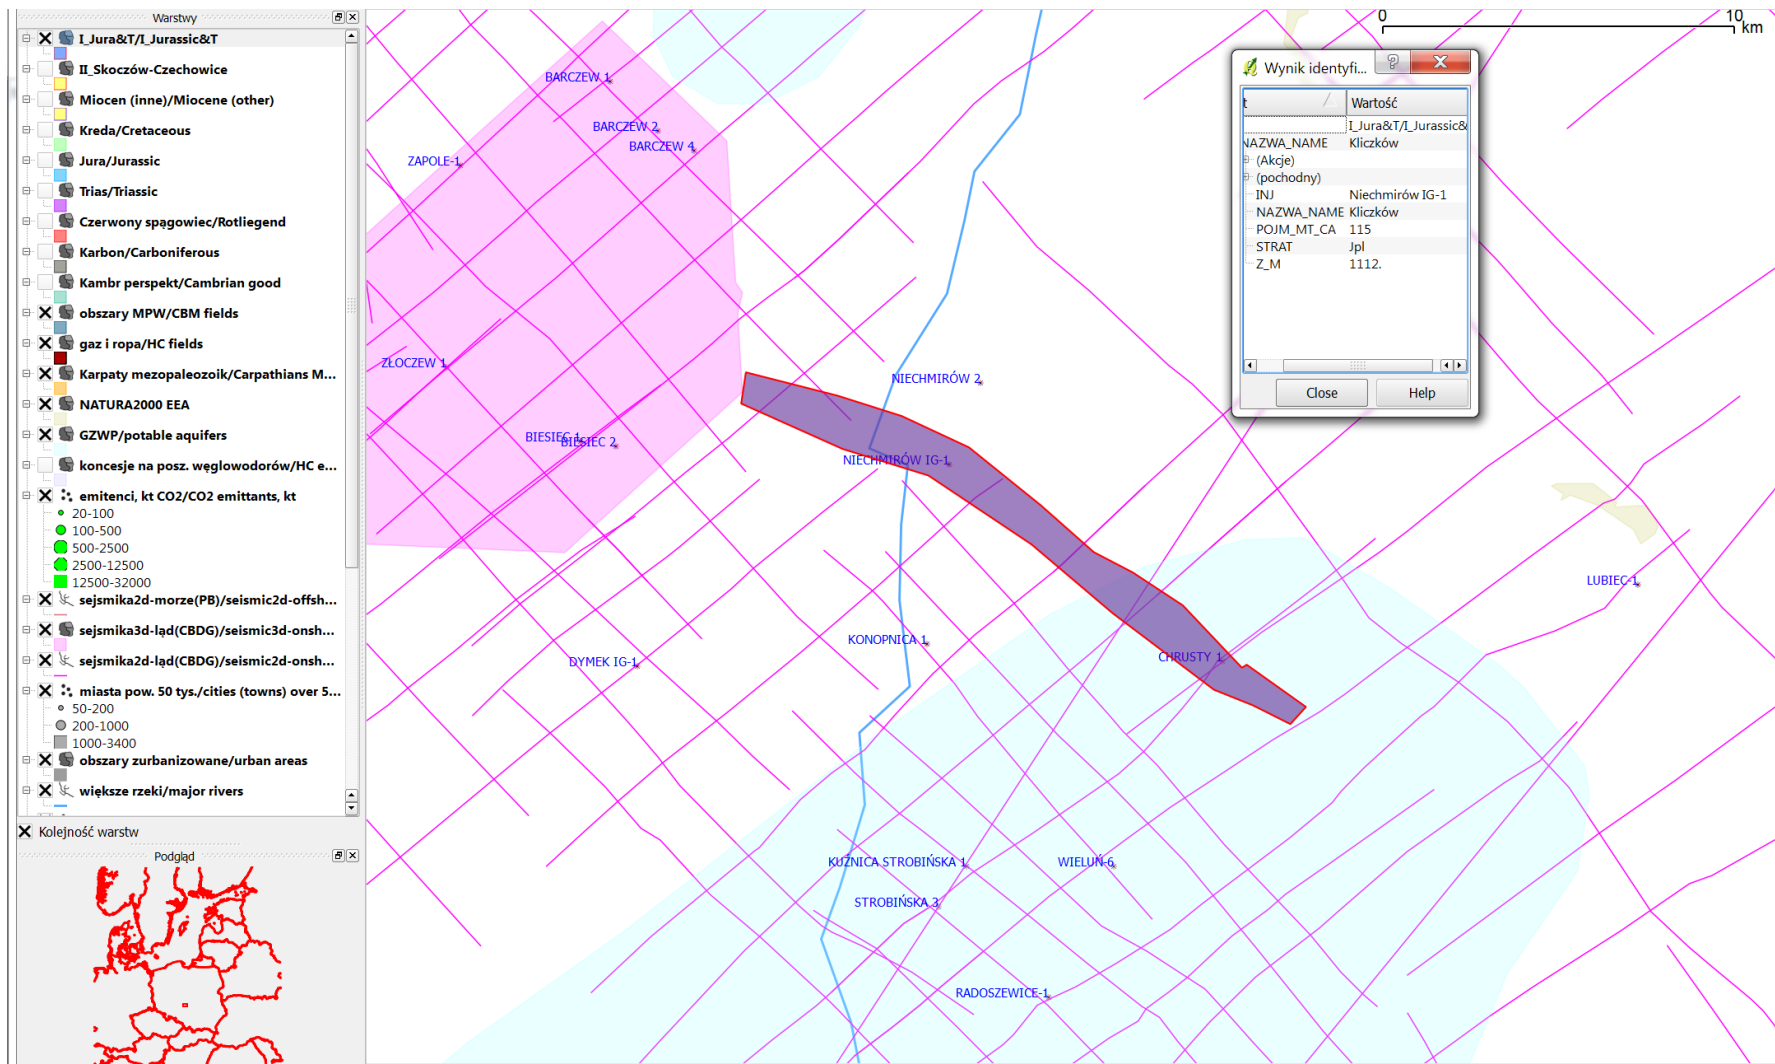 Warstwy
I_Jura&T/I_Jurassic&T
II_Skoczów-Czechowice
Miocen (inne)/Miocene (other)
Kreda/Cretaceous
Jura/Jurassic
Trias/Triassic
Czerwony spągowiec/Rotliegend
Karbon/Carboniferous
Kambr perspekt/Cambrian good
obszary MPW/CBM fields
gaz i ropa/HC fields
Karpaty mezopaleozoik/Carpathians M...
NATURA2000 EEA
GZWP/potable aquifers
koncesje na posz. węglowodorów/HC e...
emitenci, kt CO2/CO2 emittants, kt
20-100
100-500
500-2500
2500-12500
12500-32000
sejsmika2d-morze(PB)/seismic2d-offsh...
sejsmika3d-ląd(CBDG)/seismic3d-onsh...
sejsmika2d-ląd(CBDG)/seismic2d-onsh...
miasta pow. 50 tys./cities (towns) over 5...
50-200
200-1000
1000-3400
obszary zurbanizowane/urban areas
większe rzeki/major rivers
Kolejność warstw
Podgląd
0 10
km
BARCZEW 1
BARCZEW 2
BARCZEW 4
ZAPOLE-1
ZŁOCZEW 1
NIECHMIRÓW 2
BIESIEC 1
BIESIEC 2
NIECHMIRÓW IG-1
LUBIEC-1
KONOPNICA 1
DYMEK IG-1
CHRUSTY 1
KUŹNICA STROBIŃSKA 1
WIELUŃ-6
STROBIŃSKA 3
RADOSZEWICE-1
Wynik identyfi...
t Wartość
I_Jura&T/I_Jurassic&
NAZWA_NAME Kliczków
(Akcje)
(pochodny)
INJ Niechmirów IG-1
NAZWA_NAME Kliczków
POJM_MT_CA 115
STRAT Jpl
Z_M 1112.
Close Help